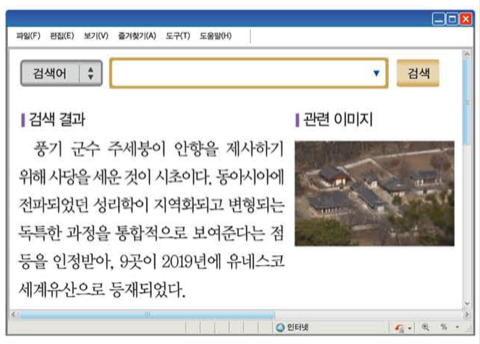 파일(F) 편집(E) 보기(V) 즐겨찾기(A) 도구(T) 도움말(H)
검색어 검색
검색 결과
풍기 군수 주세붕이 안향을 제사하기
위해 사당을 세운 것이 시초이다. 동아시아에
전파되었던 성리학이 지역화되고 변형되는
독특한 과정을 통합적으로 보여준다는 점
등을 인정받아, 9곳이 2019년에 유네스코
세계유산으로 등재되었다.
관련 이미지
인터넷 %